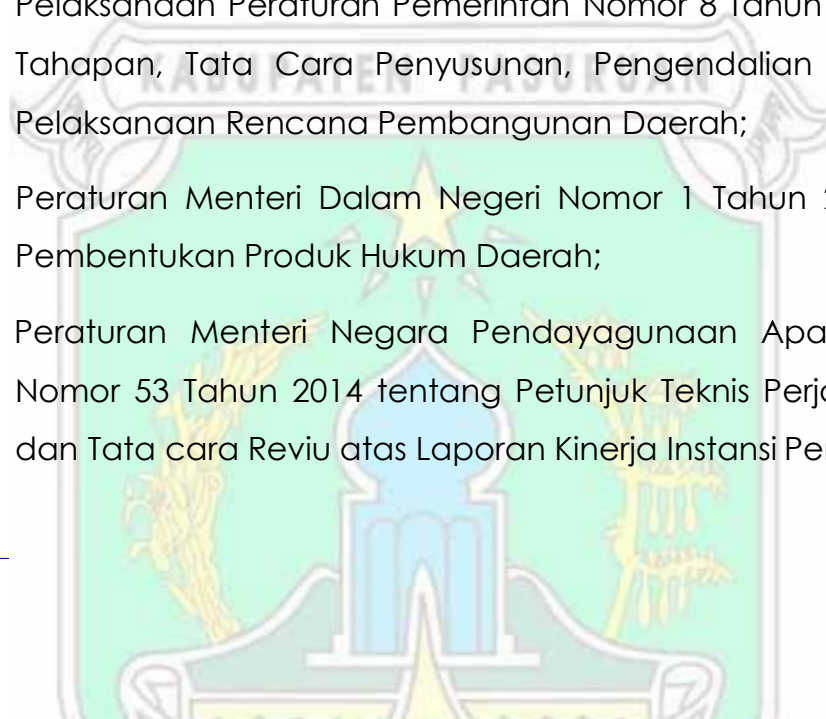 Pelaksanaan Peraturan Pemerintah Nomor 8 Tahun
Tahapan, Tata Cara Penyusunan, Pengendalian
KABUPATEN PASURUAN
Pelaksanaan Rencana Pembangunan Daerah;
Peraturan Menteri Dalam Negeri Nomor 1 Tahun
Pembentukan Produk Hukum Daerah;
Peraturan Menteri Negara Pendayagunaan Apa
Nomor 53 Tahun 2014 tentang Petunjuk Teknis Perj
dan Tata cara Reviu atas Laporan Kinerja Instansi Pe